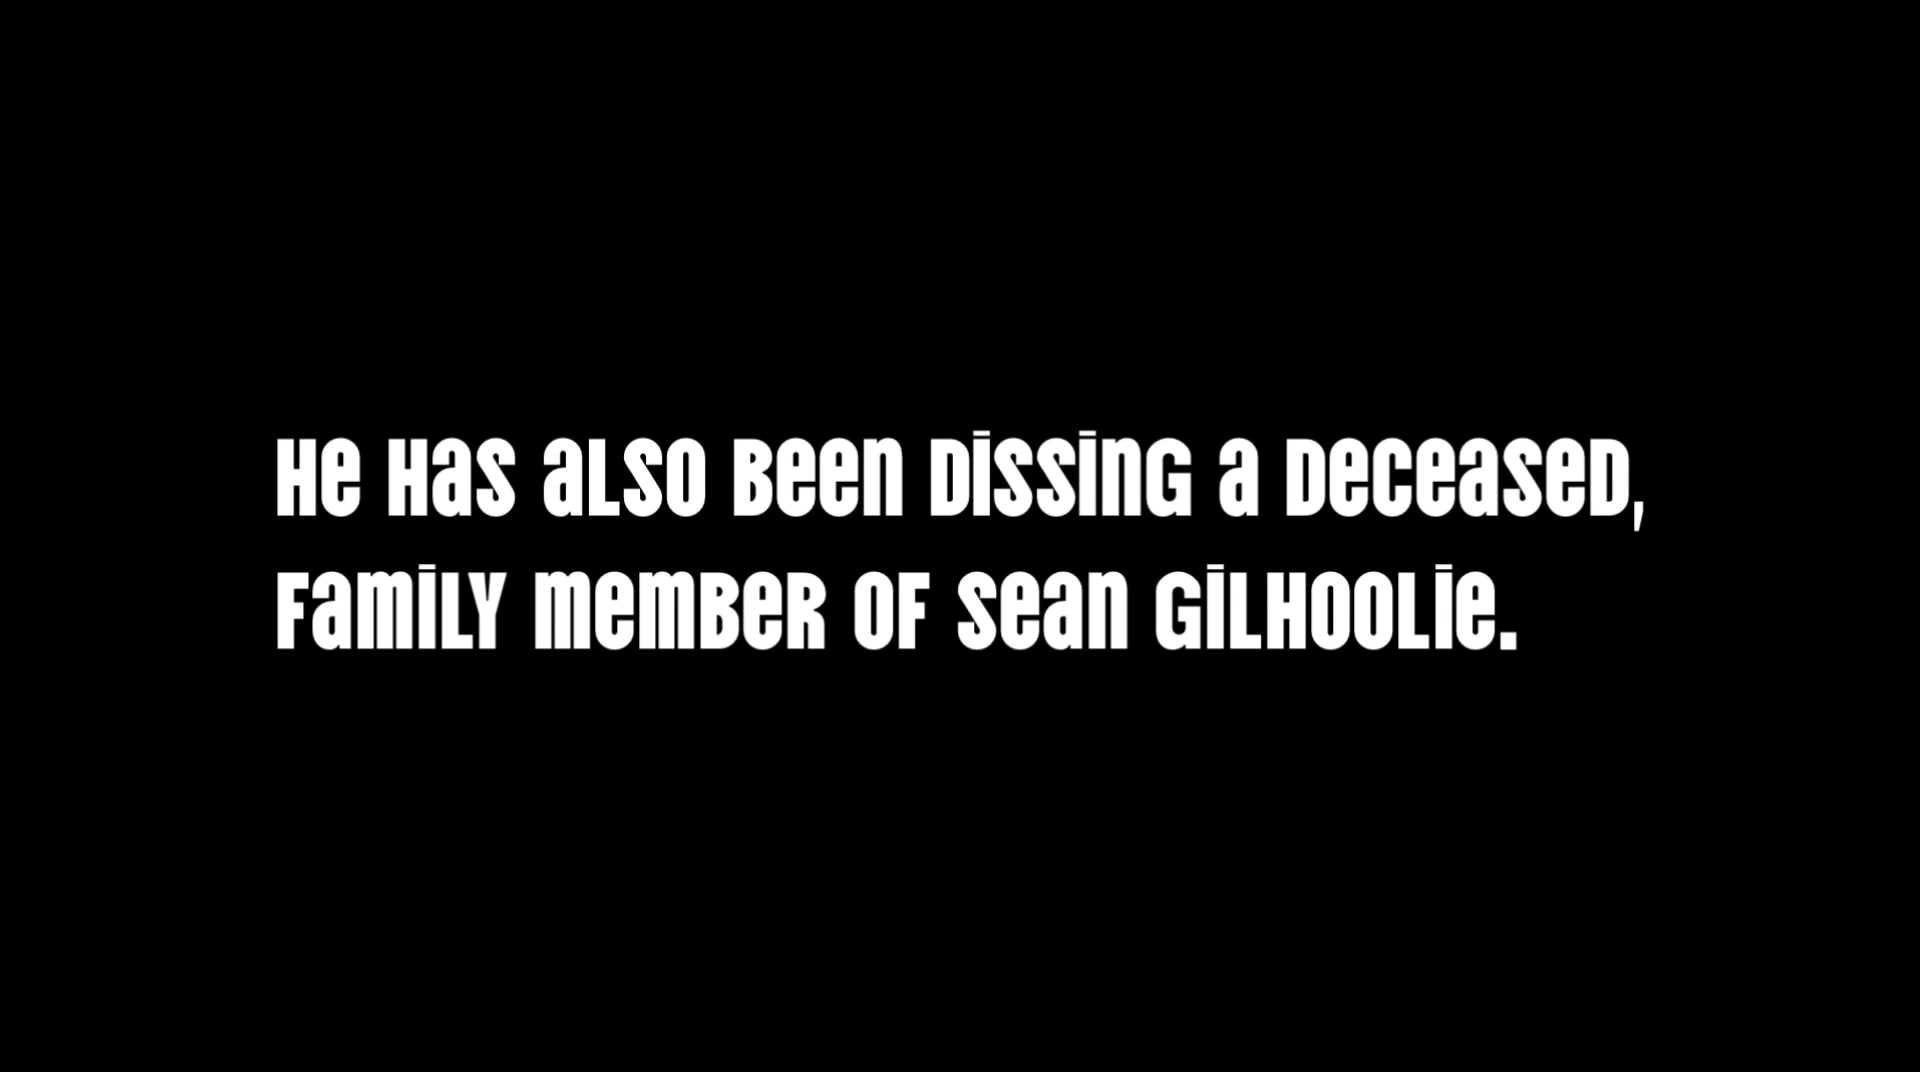 He has also been dissing a deceased,
family member of Sean Gilhoolie.